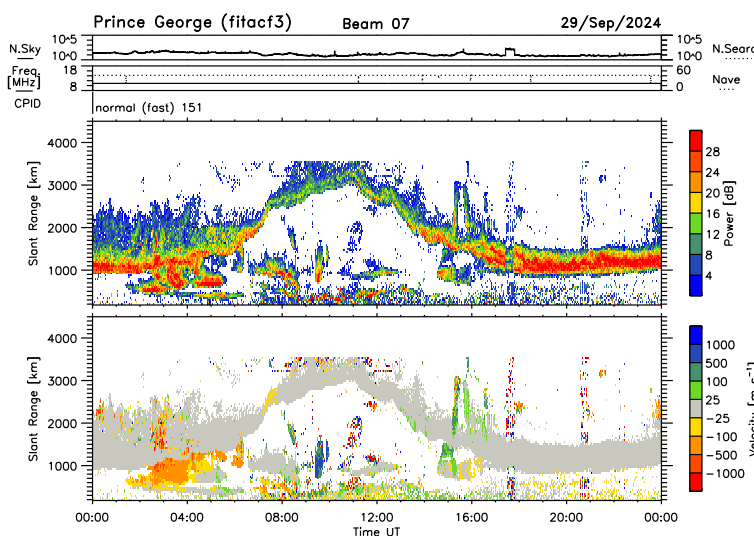 Prince George (fitacf3) Beam 07 29/Sep/2024
N.Sky 10^5 10^0 10^5 10^0 N.Searc
Freq. [MHz] 18 8 60 0 Nave
CPID normal (fast) 151
Slant Range [km] 4000 3000 2000 1000
28 24 20 16 12 8 4 Power [dB]
Slant Range [km] 4000 3000 2000 1000
1000 500 100 25 -25 -100 -500 -1000 Velocity [m s^-1]
00:00 04:00 08:00 12:00 16:00 20:00 00:00
Time UT